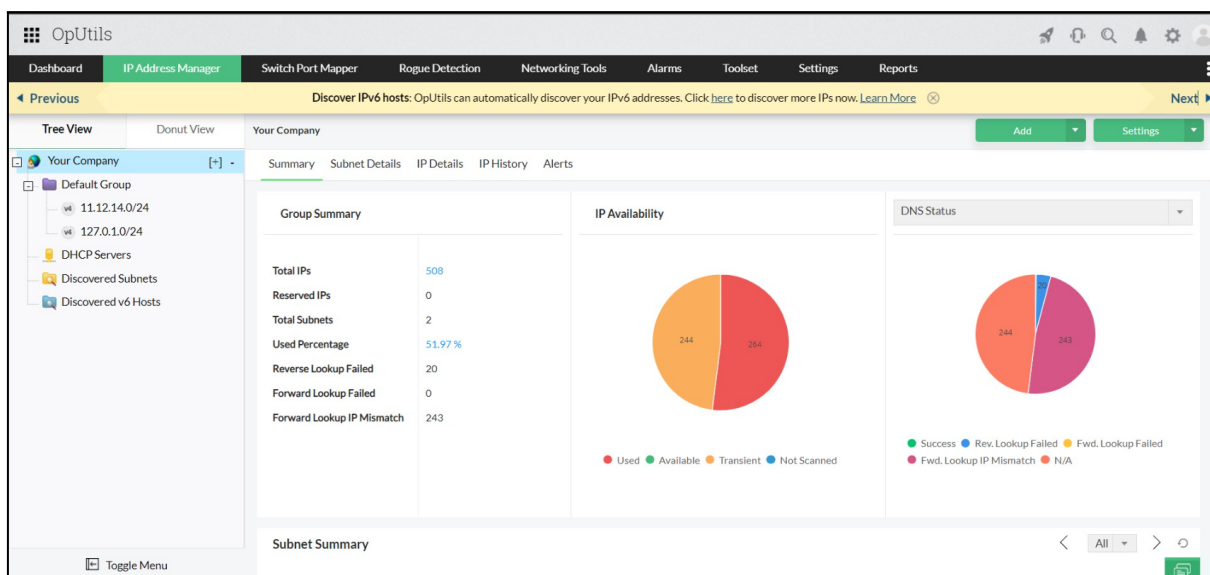 OpUtils
Dashboard IP Address Manager Switch Port Mapper Rogue Detection Networking Tools Alarms Toolset Settings Reports
Previous Discover IPv6 hosts: OpUtils can automatically discover your IPv6 addresses. Click here to discover more IPs now. Learn More Next
Tree View Donut View Your Company Add Settings
Your Company [+] -
Summary Subnet Details IP Details IP History Alerts
Default Group
v4 11.12.14.0/24
v4 127.0.1.0/24
DHCP Servers
Discovered Subnets
Discovered v6 Hosts
Toggle Menu
Group Summary
Total IPs 508
Reserved IPs 0
Total Subnets 2
Used Percentage 51.97 %
Reverse Lookup Failed 20
Forward Lookup Failed 0
Forward Lookup IP Mismatch 243
IP Availability
244 264
Used Available Transient Not Scanned
DNS Status
20
244 243
Success Rev. Lookup Failed Fwd. Lookup Failed
Fwd. Lookup IP Mismatch N/A
Subnet Summary All